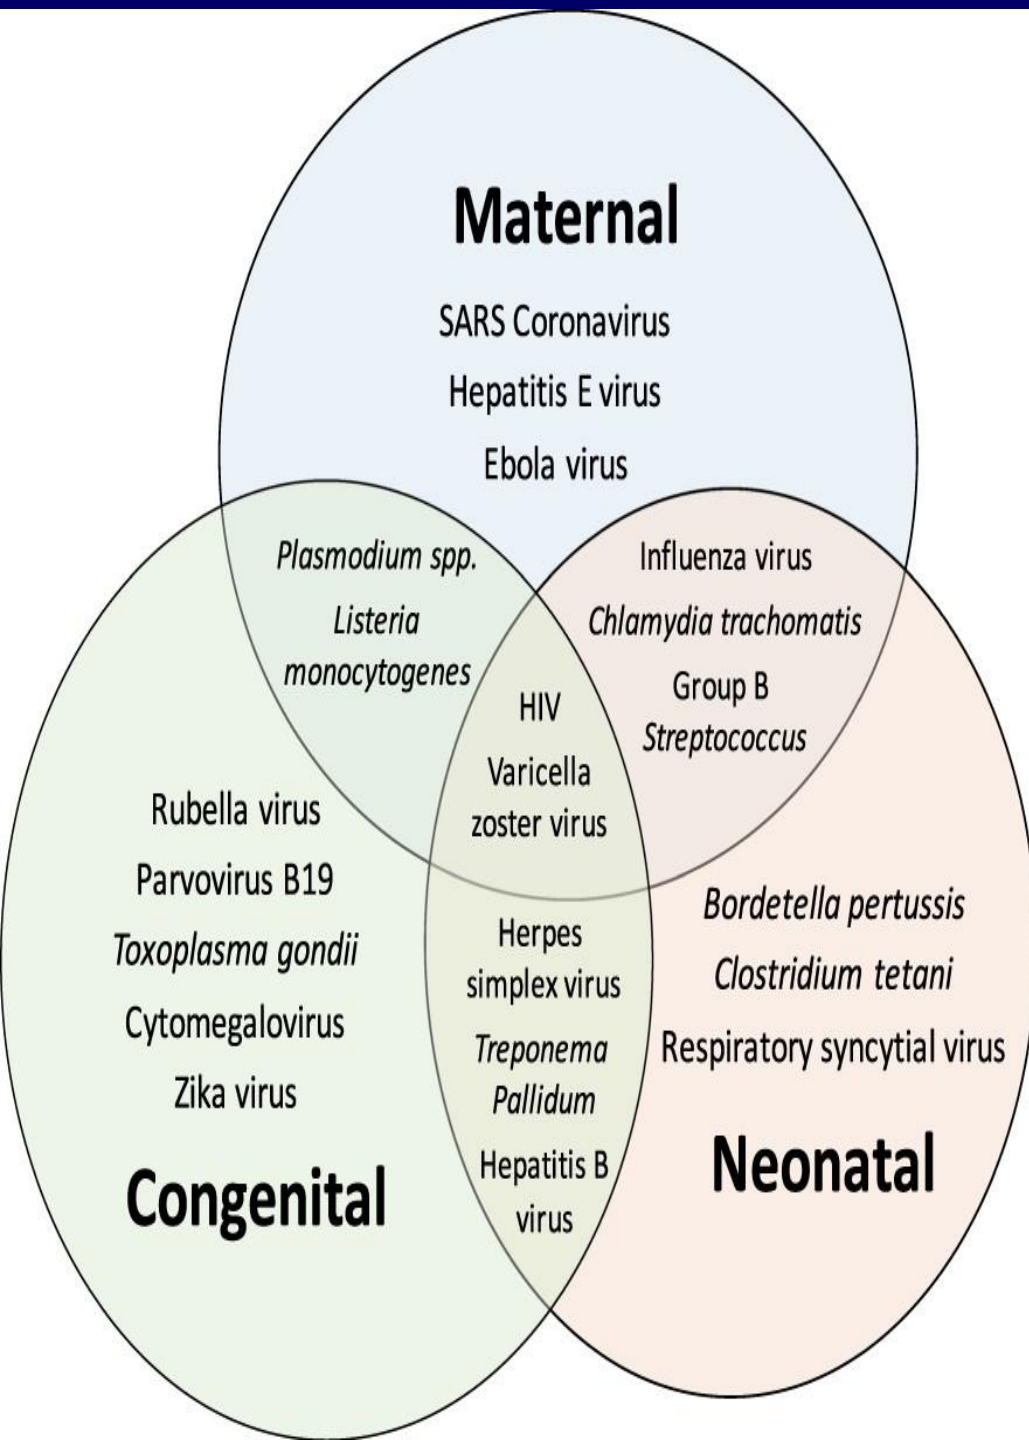 Maternal
SARS Coronavirus
Hepatitis E virus
Ebola virus
Plasmodium spp.
Listeria
monocytogenes
Influenza virus
Chlamydia trachomatis
Group B
Streptococcus
HIV
Varicella
zoster virus
Rubella virus
Parvovirus B19
Toxoplasma gondii
Cytomegalovirus
Zika virus
Congenital
Herpes
simplex virus
Treponema
Pallidum
Hepatitis B
virus
Bordetella pertussis
Clostridium tetani
Respiratory syncytial virus
Neonatal